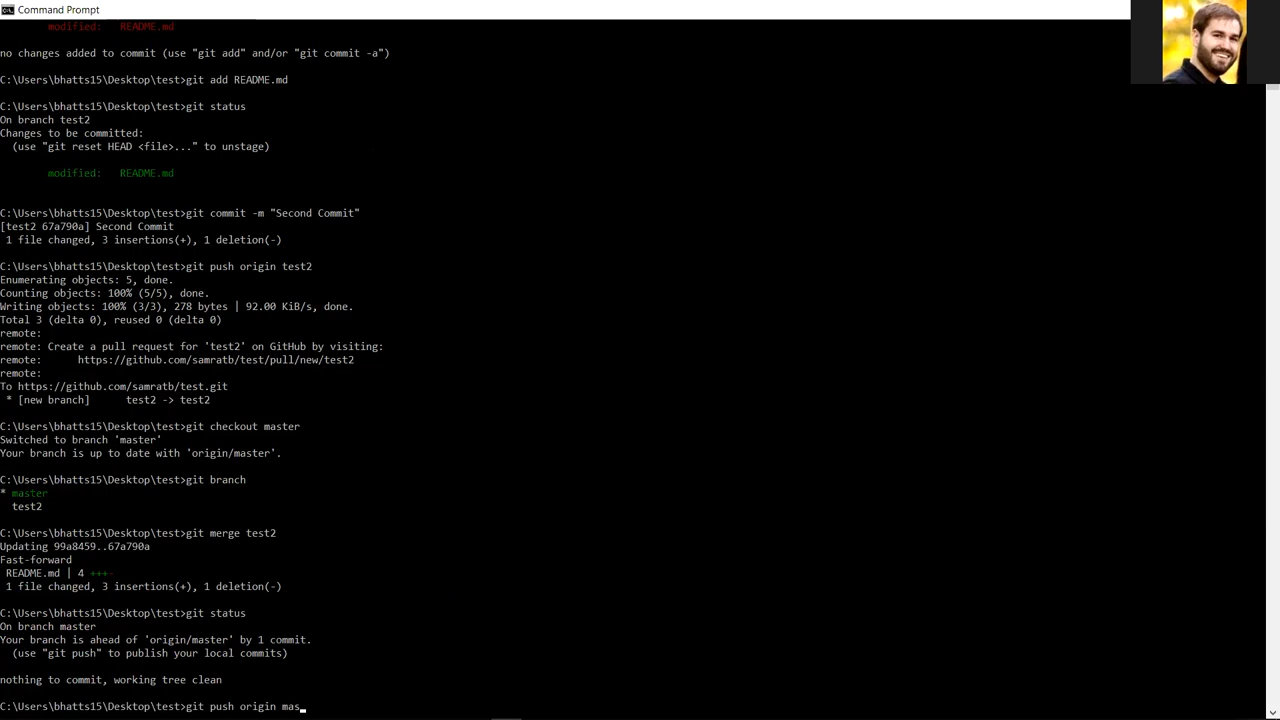 Command Prompt
modified:   README.md
no changes added to commit (use "git add" and/or "git commit -a")
C:\Users\bhatts15\Desktop\test>git add README.md
C:\Users\bhatts15\Desktop\test>git status
On branch test2
Changes to be committed:
  (use "git reset HEAD <file>..." to unstage)
        modified:   README.md
C:\Users\bhatts15\Desktop\test>git commit -m "Second Commit"
[test2 67a790a] Second Commit
 1 file changed, 3 insertions(+), 1 deletion(-)
C:\Users\bhatts15\Desktop\test>git push origin test2
Enumerating objects: 5, done.
Counting objects: 100% (5/5), done.
Writing objects: 100% (3/3), 278 bytes | 92.00 KiB/s, done.
Total 3 (delta 0), reused 0 (delta 0)
remote:
remote: Create a pull request for 'test2' on GitHub by visiting:
remote:      https://github.com/samratb/test/pull/new/test2
remote:
To https://github.com/samratb/test.git
 * [new branch]      test2 -> test2
C:\Users\bhatts15\Desktop\test>git checkout master
Switched to branch 'master'
Your branch is up to date with 'origin/master'.
C:\Users\bhatts15\Desktop\test>git branch
* master
  test2
C:\Users\bhatts15\Desktop\test>git merge test2
Updating 99a8459..67a790a
Fast-forward
 README.md | 4 +++-
 1 file changed, 3 insertions(+), 1 deletion(-)
C:\Users\bhatts15\Desktop\test>git status
On branch master
Your branch is ahead of 'origin/master' by 1 commit.
  (use "git push" to publish your local commits)
nothing to commit, working tree clean
C:\Users\bhatts15\Desktop\test>git push origin mas